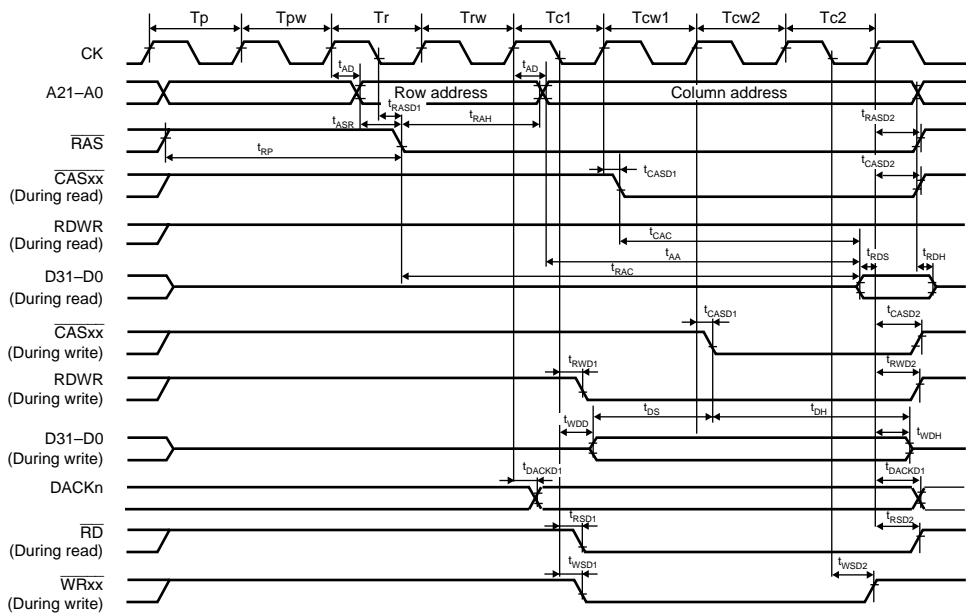 Tp Tpw Tr Trw Tc1 Tcw1 Tcw2 Tc2
CK
tAD tAD
A21–A0 Row address Column address
tRASD1
tASR tRAH tRASD2
RAS
tRP tCASD2
CASxx tCASD1
(During read)
RDWR
(During read) tCAC
tAA tRDS tRDH
D31–D0 tRAC
(During read)
tCASD1 tCASD2
CASxx
(During write)
RDWR tRWD1 tRWD2
(During write)
tDS tDH
tWDD tWDH
D31–D0
(During write)
tDACKD1 tDACKD1
DACKn
tRSD1 tRSD2
RD
(During read)
tWSD1 tWSD2
WRxx
(During write)